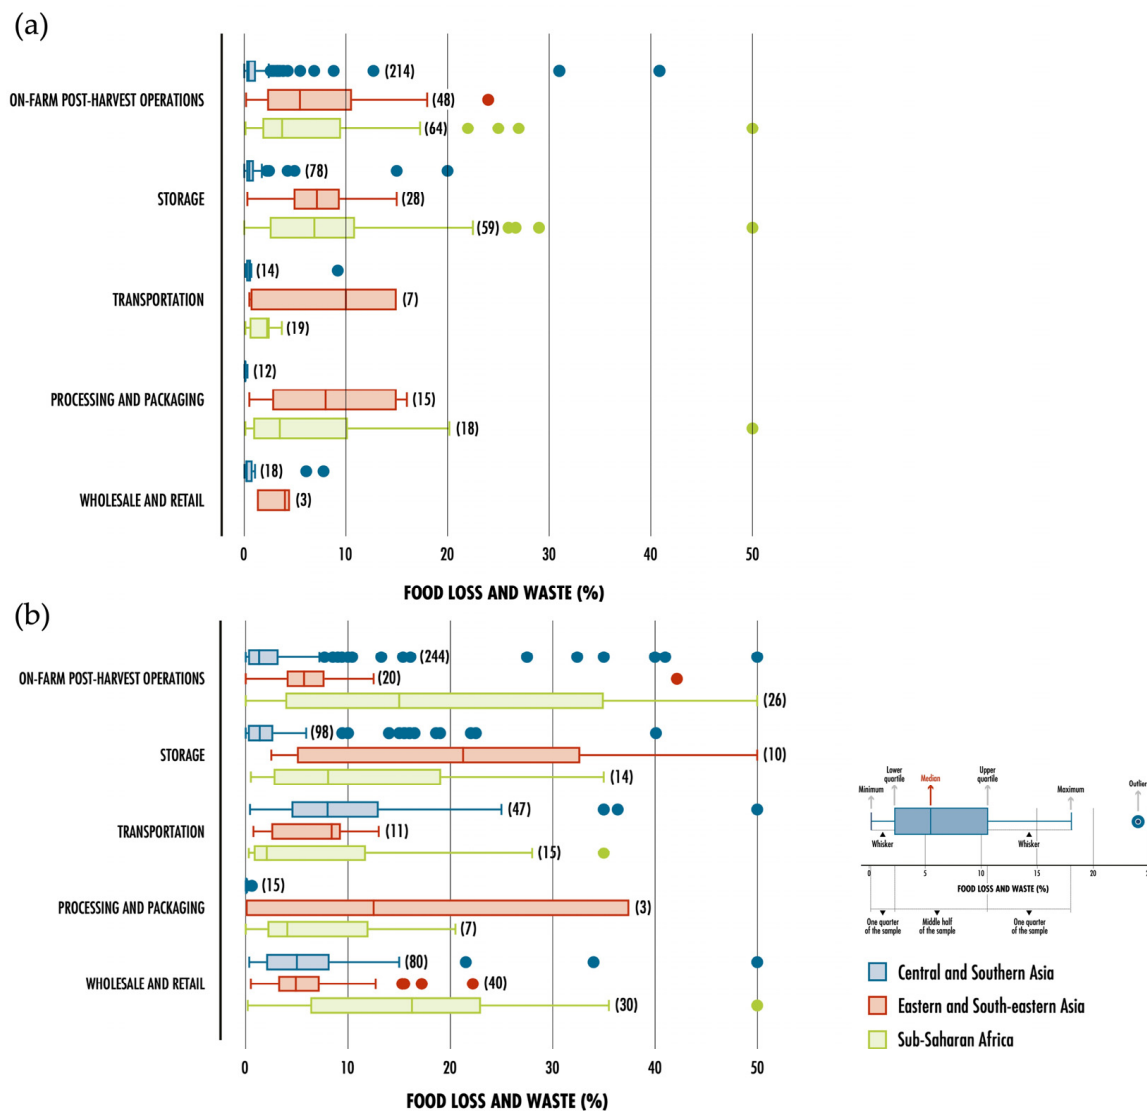 (a)
(214)
ON-FARM POST-HARVEST OPERATIONS
(48)
(64)
(78)
STORAGE
(28)
(59)
(14)
TRANSPORTATION
(7)
(19)
(12)
PROCESSING AND PACKAGING
(15)
(18)
(18)
WHOLESALE AND RETAIL
(3)
0 10 20 30 40 50
FOOD LOSS AND WASTE (%)
(b)
(244)
ON-FARM POST-HARVEST OPERATIONS
(20)
(26)
(98)
STORAGE
(10)
(14)
(47)
TRANSPORTATION
(11)
(15)
(15)
PROCESSING AND PACKAGING
(3)
(7)
(80)
WHOLESALE AND RETAIL
(40)
(30)
0 10 20 30 40 50
FOOD LOSS AND WASTE (%)
Minimum
Lower
quartile
Median
Upper
quartile
Maximum
Outlier
Whisker
Whisker
0 5 10 15 20
FOOD LOSS AND WASTE (%)
One quarter
of the sample
Middle half
of the sample
One quarter
of the sample
Central and Southern Asia
Eastern and South-eastern Asia
Sub-Saharan Africa